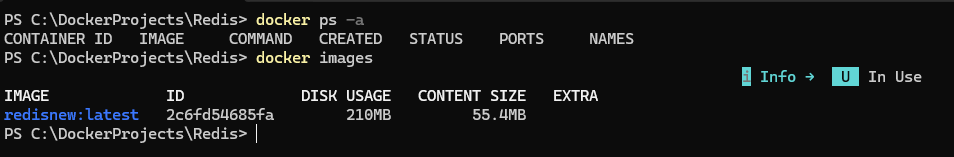 PS C:\DockerProjects\Redis> docker ps -a
CONTAINER ID   IMAGE     COMMAND   CREATED   STATUS    PORTS     NAMES
PS C:\DockerProjects\Redis> docker images
i Info →   U  In Use
IMAGE             ID             DISK USAGE   CONTENT SIZE   EXTRA
redisnew:latest   2c6fd54685fa        210MB         55.4MB
PS C:\DockerProjects\Redis>